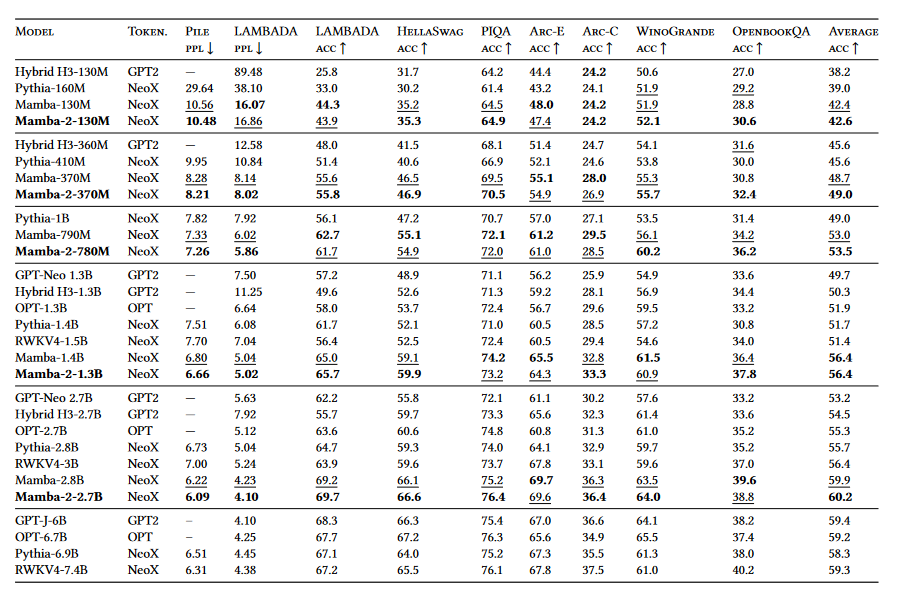 MODEL TOKEN. PILE LAMBADA LAMBADA HELLASWAG PIQA ARC-E ARC-C WINOGRANDE OPENBOOKQA AVERAGE
PPL ↓ PPL ↓ ACC ↑ ACC ↑ ACC ↑ ACC ↑ ACC ↑ ACC ↑ ACC ↑ ACC ↑
Hybrid H3-130M GPT2 — 89.48 25.8 31.7 64.2 44.4 24.2 50.6 27.0 38.2
Pythia-160M NeoX 29.64 38.10 33.0 30.2 61.4 43.2 24.1 51.9 29.2 39.0
Mamba-130M NeoX 10.56 16.07 44.3 35.2 64.5 48.0 24.2 51.9 28.8 42.4
Mamba-2-130M NeoX 10.48 16.86 43.9 35.3 64.9 47.4 24.2 52.1 30.6 42.6
Hybrid H3-360M GPT2 — 12.58 48.0 41.5 68.1 51.4 24.7 54.1 31.6 45.6
Pythia-410M NeoX 9.95 10.84 51.4 40.6 66.9 52.1 24.6 53.8 30.0 45.6
Mamba-370M NeoX 8.28 8.14 55.6 46.5 69.5 55.1 28.0 55.3 30.8 48.7
Mamba-2-370M NeoX 8.21 8.02 55.8 46.9 70.5 54.9 26.9 55.7 32.4 49.0
Pythia-1B NeoX 7.82 7.92 56.1 47.2 70.7 57.0 27.1 53.5 31.4 49.0
Mamba-790M NeoX 7.33 6.02 62.7 55.1 72.1 61.2 29.5 56.1 34.2 53.0
Mamba-2-780M NeoX 7.26 5.86 61.7 54.9 72.0 61.0 28.5 60.2 36.2 53.5
GPT-Neo 1.3B GPT2 — 7.50 57.2 48.9 71.1 56.2 25.9 54.9 33.6 49.7
Hybrid H3-1.3B GPT2 — 11.25 49.6 52.6 71.3 59.2 28.1 56.9 34.4 50.3
OPT-1.3B OPT — 6.64 58.0 53.7 72.4 56.7 29.6 59.5 33.2 51.9
Pythia-1.4B NeoX 7.51 6.08 61.7 52.1 71.0 60.5 28.5 57.2 30.8 51.7
RWKV4-1.5B NeoX 7.70 7.04 56.4 52.5 72.4 60.5 29.4 54.6 34.0 51.4
Mamba-1.4B NeoX 6.80 5.04 65.0 59.1 74.2 65.5 32.8 61.5 36.4 56.4
Mamba-2-1.3B NeoX 6.66 5.02 65.7 59.9 73.2 64.3 33.3 60.9 37.8 56.4
GPT-Neo 2.7B GPT2 — 5.63 62.2 55.8 72.1 61.1 30.2 57.6 33.2 53.2
Hybrid H3-2.7B GPT2 — 7.92 55.7 59.7 73.3 65.6 32.3 61.4 33.6 54.5
OPT-2.7B OPT — 5.12 63.6 60.6 74.8 60.8 31.3 61.0 35.2 55.3
Pythia-2.8B NeoX 6.73 5.04 64.7 59.3 74.0 64.1 32.9 59.7 35.2 55.7
RWKV4-3B NeoX 7.00 5.24 63.9 59.6 73.7 67.8 33.1 59.6 37.0 56.4
Mamba-2.8B NeoX 6.22 4.23 69.2 66.1 75.2 69.7 36.3 63.5 39.6 59.9
Mamba-2-2.7B NeoX 6.09 4.10 69.7 66.6 76.4 69.6 36.4 64.0 38.8 60.2
GPT-J-6B GPT2 – 4.10 68.3 66.3 75.4 67.0 36.6 64.1 38.2 59.4
OPT-6.7B OPT – 4.25 67.7 67.2 76.3 65.6 34.9 65.5 37.4 59.2
Pythia-6.9B NeoX 6.51 4.45 67.1 64.0 75.2 67.3 35.5 61.3 38.0 58.3
RWKV4-7.4B NeoX 6.31 4.38 67.2 65.5 76.1 67.8 37.5 61.0 40.2 59.3